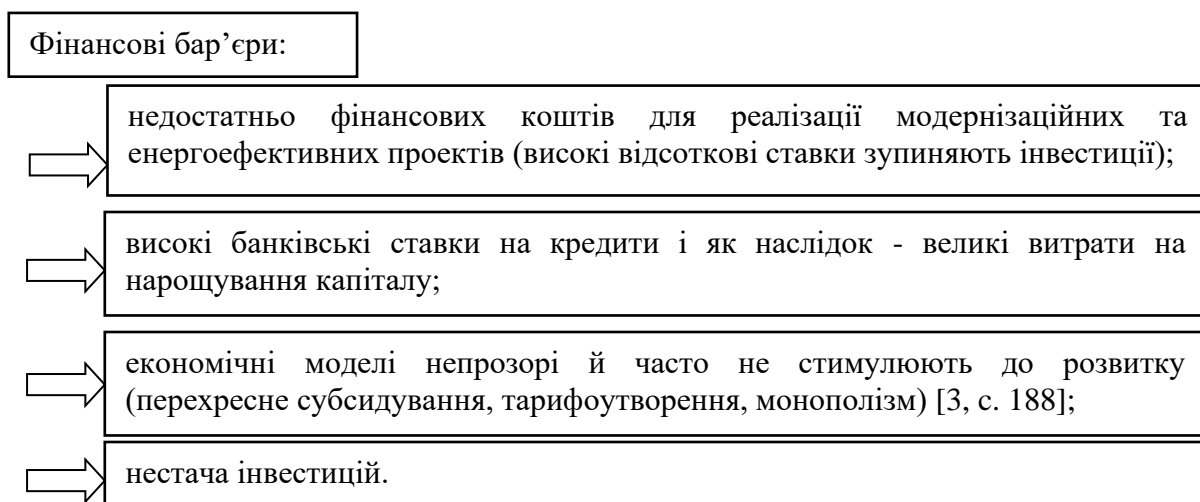 Фінансові бар’єри:
недостатньо фінансових коштів для реалізації модернізаційних та
енергоефективних проектів (високі відсоткові ставки зупиняють інвестиції);
високі банківські ставки на кредити і як наслідок - великі витрати на
нарощування капіталу;
економічні моделі непрозорі й часто не стимулюють до розвитку
(перехресне субсидування, тарифоутворення, монополізм) [3, с. 188];
нестача інвестицій.